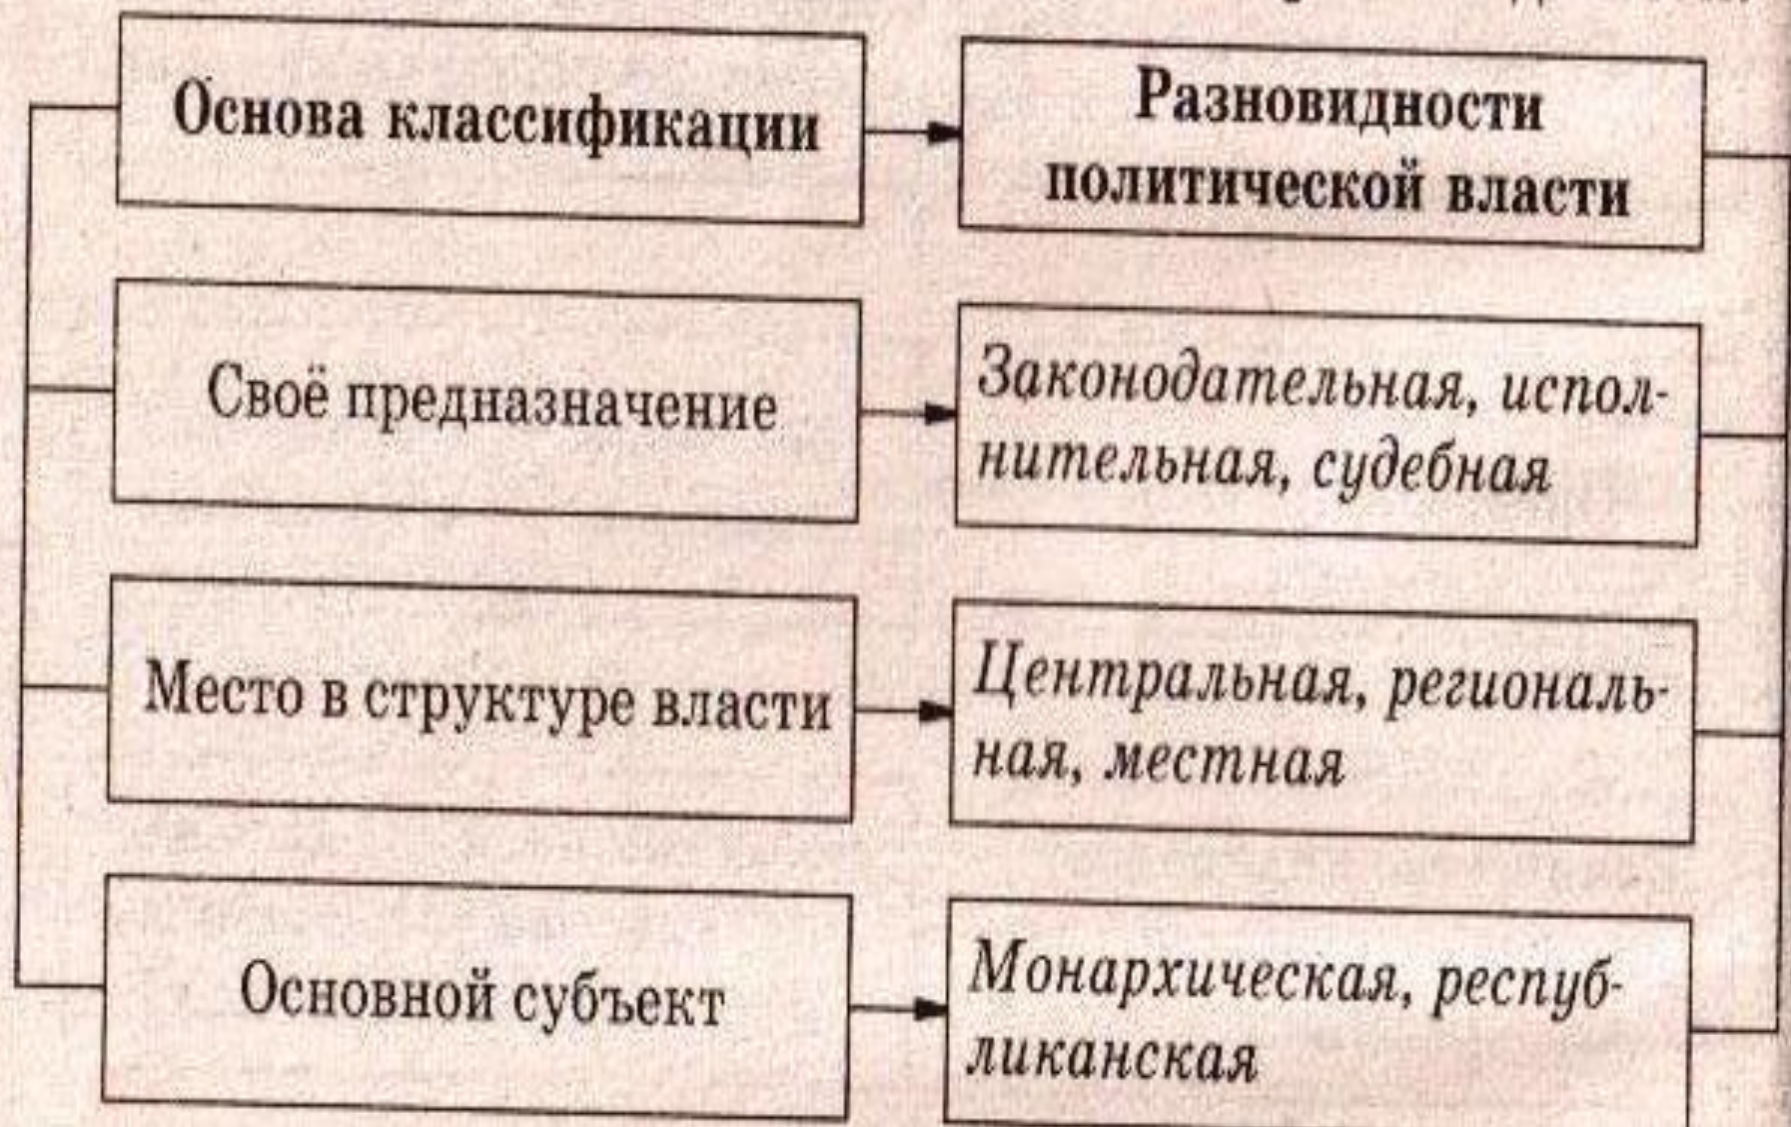 Основа классификации
Разновидности
политической власти
Своё предназначение
Законодательная, испол-
нительная, судебная
Место в структуре власти
Центральная, региональ-
ная, местная
Основной субъект
Монархическая, респуб-
ликанская